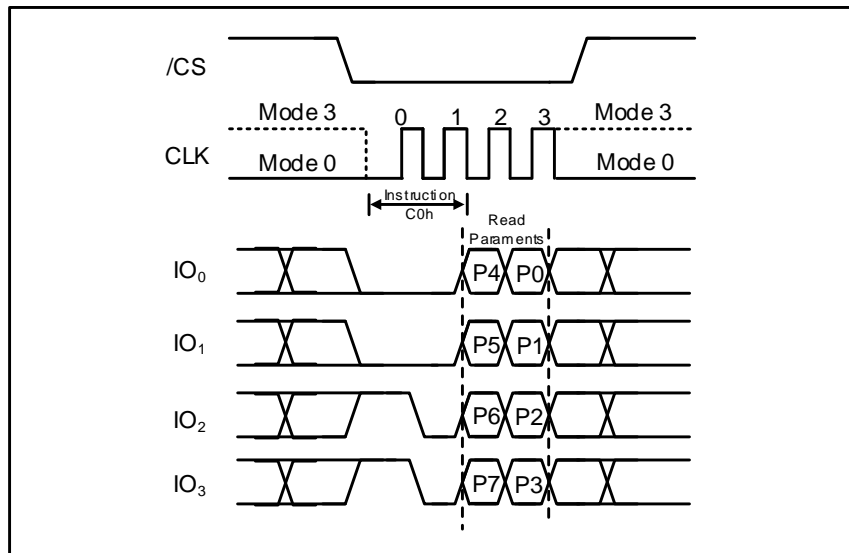 /CS
Mode 3
0 1 2 3
Mode 3
CLK
Mode 0
Mode 0
Instruction
C0h
Read
Paraments
IO0 P4 P0
IO1 P5 P1
IO2 P6 P2
IO3 P7 P3